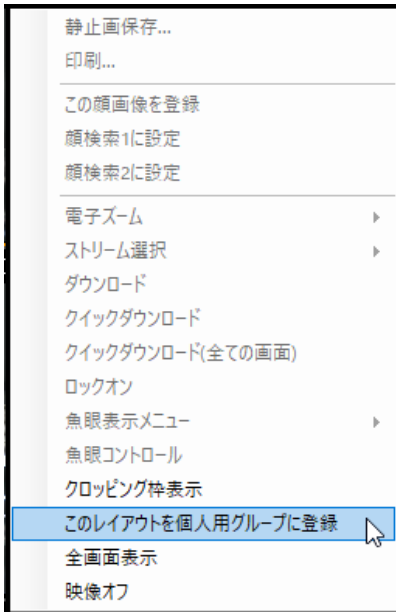 静止画保存...
印刷...
この顔画像を登録
顔検索1に設定
顔検索2に設定
電子ズーム
ストリーム選択
ダウンロード
クイックダウンロード
クイックダウンロード(全ての画面)
ロックオン
魚眼表示メニュー
魚眼コントロール
クロッピング枠表示
このレイアウトを個人用グループに登録
全画面表示
映像オフ